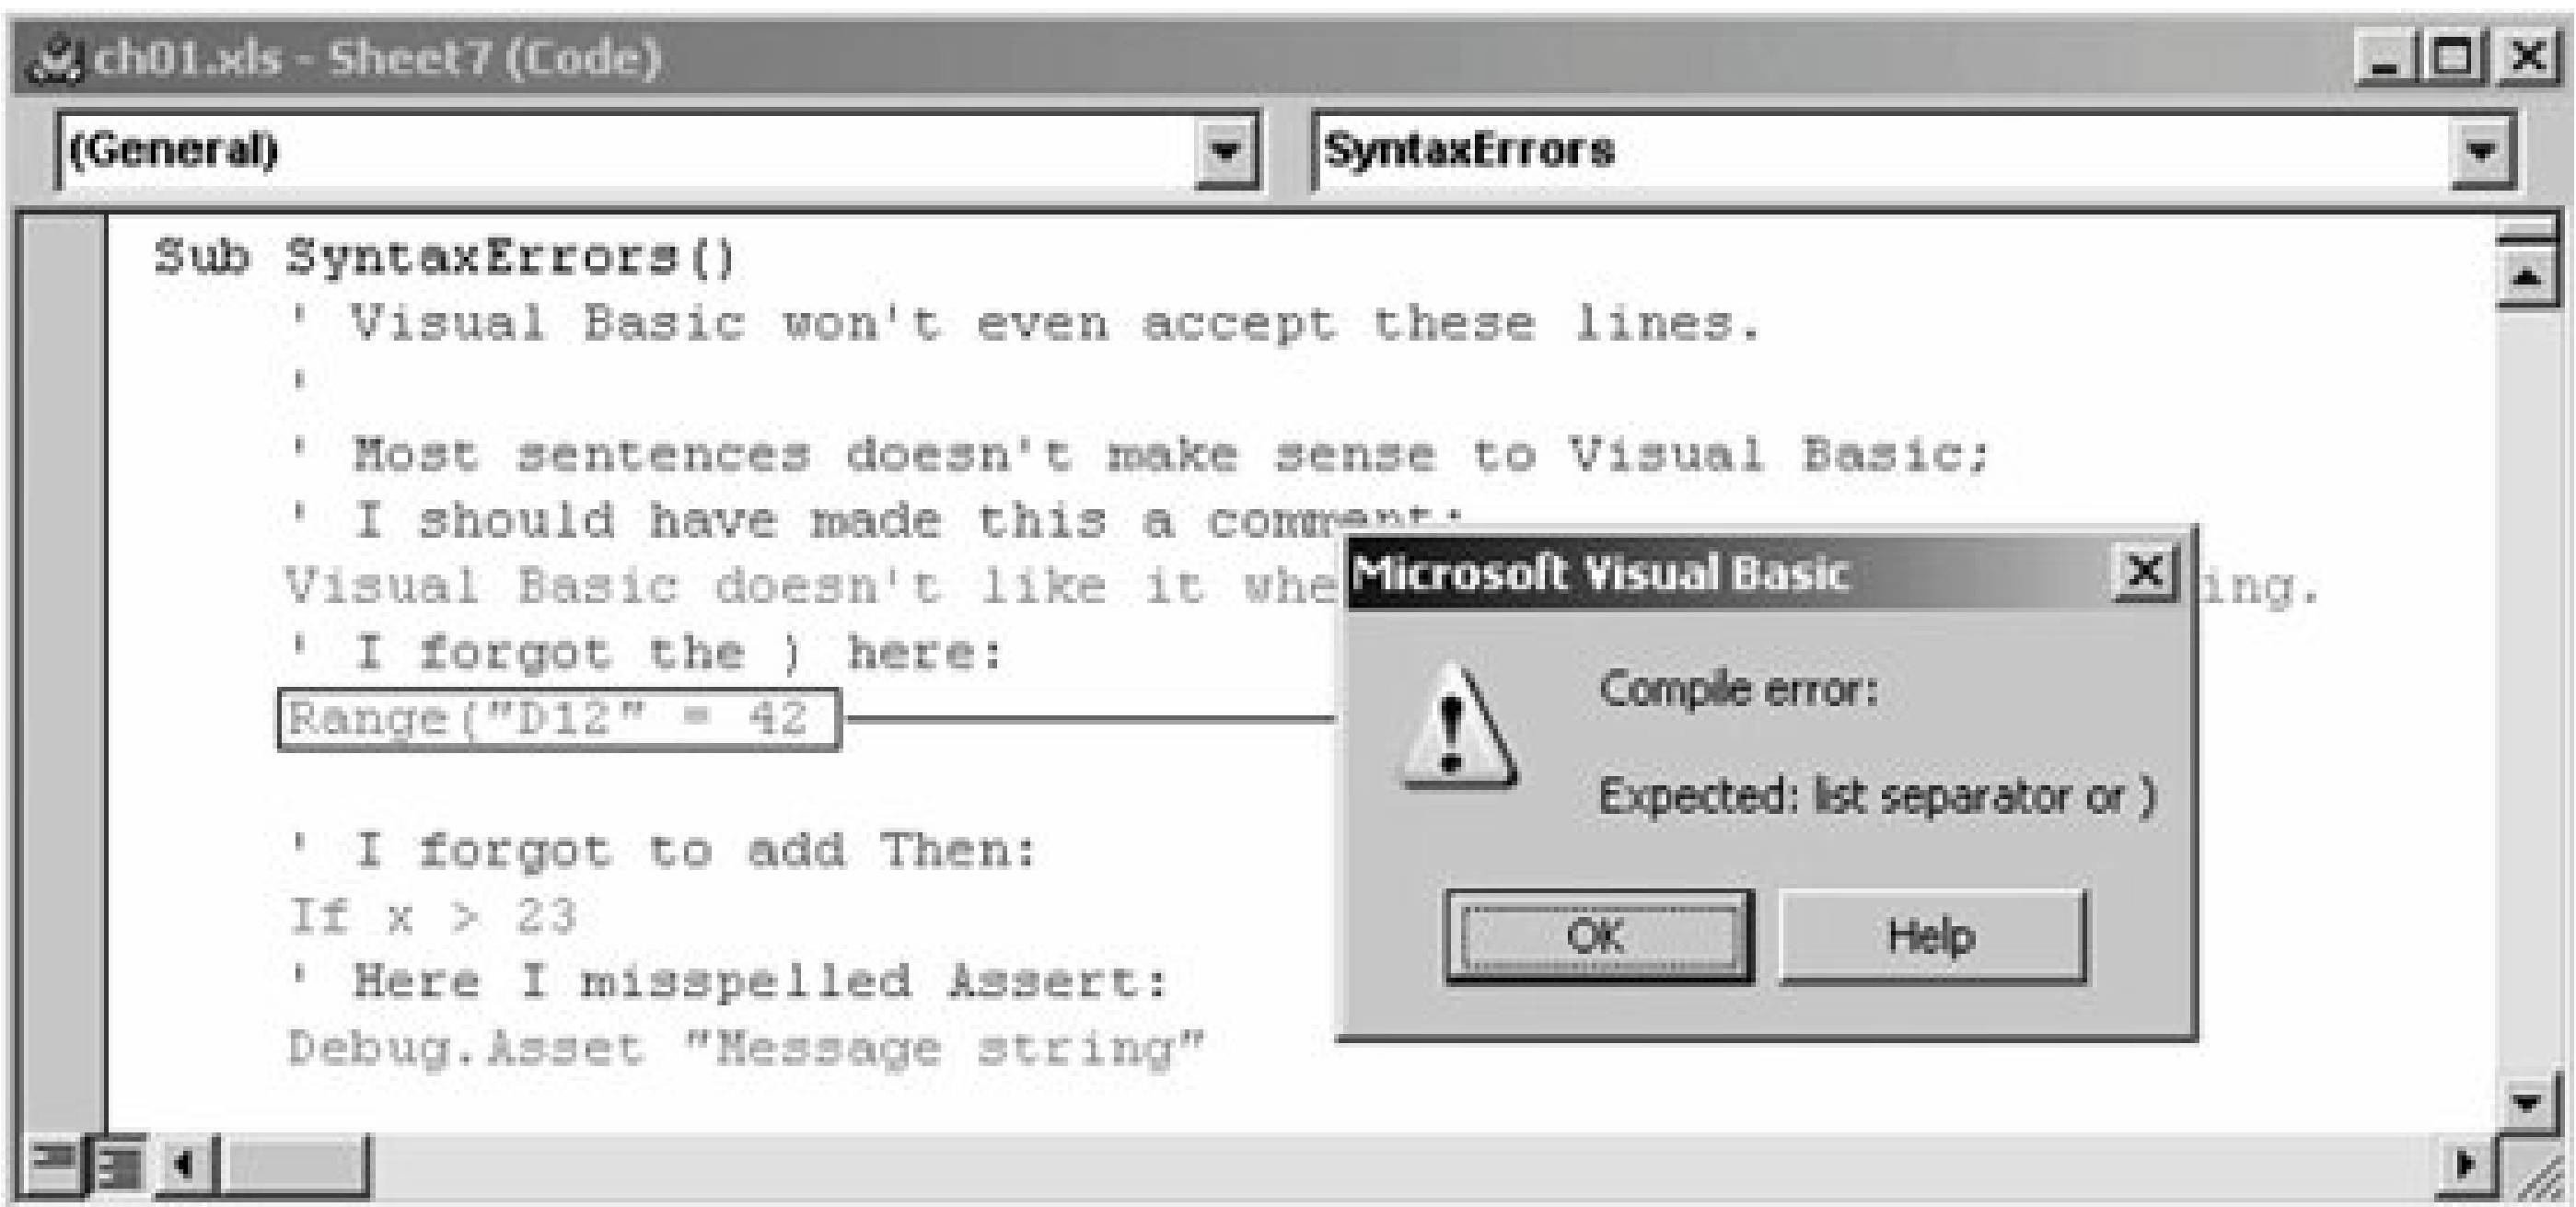 ch01.xls - Sheet7 (Code)
(General)
SyntaxErrors
Sub SyntaxErrors()
' Visual Basic won't even accept these lines.
'
' Most sentences doesn't make sense to Visual Basic;
' I should have made this a comment:
Visual Basic doesn't like it whe
ing.
' I forgot the ) here:
Range("D12" = 42
' I forgot to add Then:
If x > 23
' Here I misspelled Assert:
Debug.Asset "Message string"
Microsoft Visual Basic
Compile error:
Expected: list separator or )
OK
Help